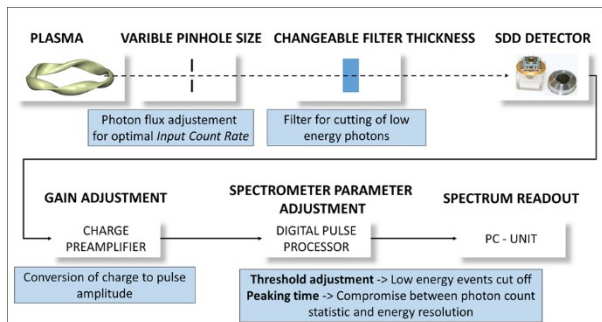 PLASMA
VARIBLE PINHOLE SIZE
CHANGEABLE FILTER THICKNESS
SDD DETECTOR
Photon flux adjustement
for optimal Input Count Rate
Filter for cutting of low
energy photons
GAIN ADJUSTMENT
SPECTROMETER PARAMETER
ADJUSTMENT
SPECTRUM READOUT
CHARGE
PREAMPLIFIER
DIGITAL PULSE
PROCESSOR
PC - UNIT
Conversion of charge to pulse
amplitude
Threshold adjustment -> Low energy events cut off
Peaking time -> Compromise between photon count
statistic and energy resolution